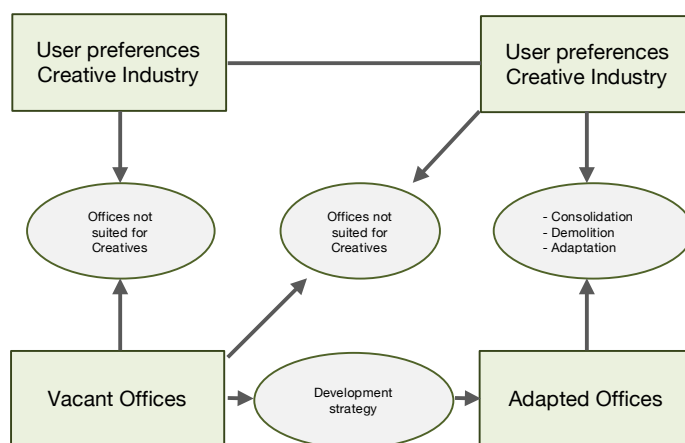 User preferences
Creative Industry
User preferences
Creative Industry
Offices not
suited for
Creatives
Offices not
suited for
Creatives
- Consolidation
- Demolition
- Adaptation
Vacant Offices
Development
strategy
Adapted Offices